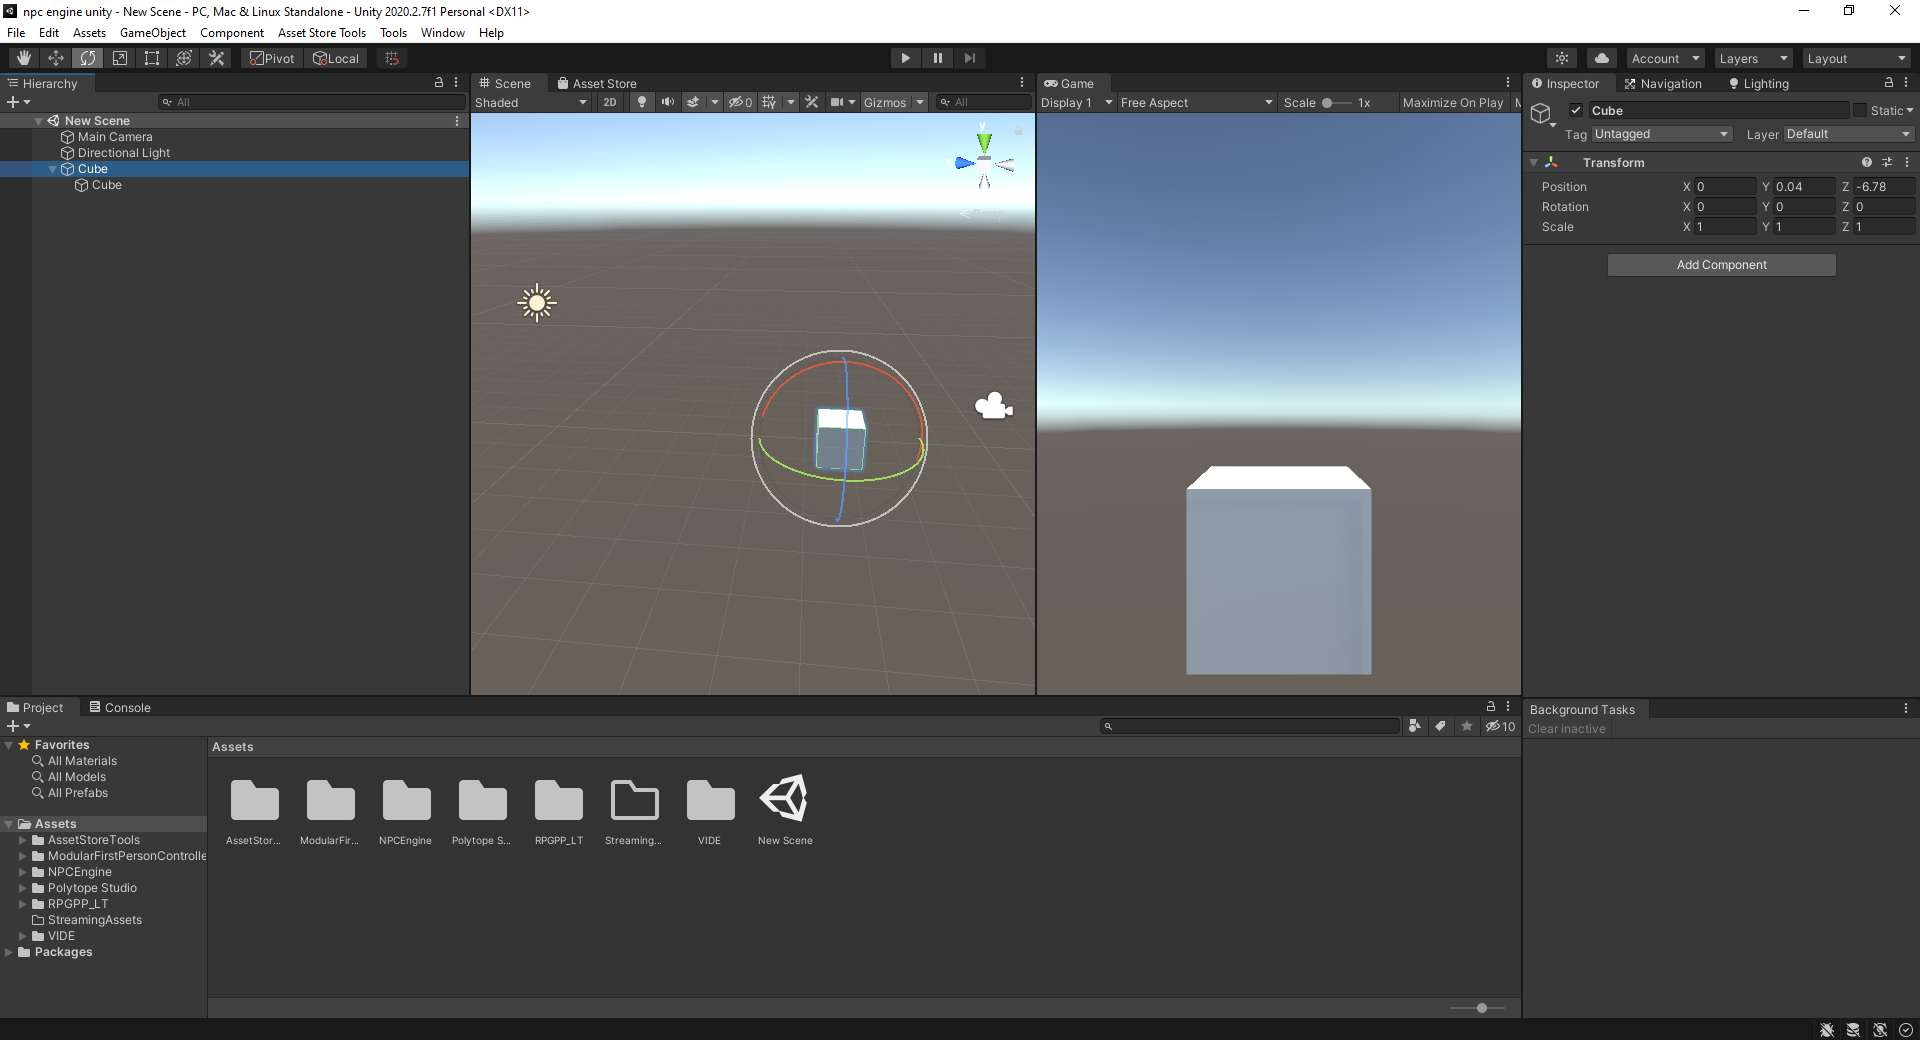 npc engine unity - New Scene - PC, Mac & Linux Standalone - Unity 2020.2.7f1 Personal <DX11>
File Edit Assets GameObject Component Asset Store Tools Tools Window Help
Pivot Local Account Layers Layout
Hierarchy
All
New Scene
Main Camera
Directional Light
Cube
Cube
Scene Asset Store
Shaded 2D 0 Gizmos All
y
Game
Display 1 Free Aspect Scale 1x Maximize On Play M
Inspector Navigation Lighting
Cube Static
Tag Untagged Layer Default
Transform
Position X 0 Y 0.04 Z -6.78
Rotation X 0 Y 0 Z 0
Scale X 1 Y 1 Z 1
Add Component
Project Console
10
Favorites
All Materials
All Models
All Prefabs
Assets
AssetStoreTools
ModularFirstPersonControlle
NPCEngine
Polytope Studio
RPGPP_LT
StreamingAssets
VIDE
Packages
Assets
AssetStor... ModularFir... NPCEngine Polytope S... RPGPP_LT Streaming... VIDE New Scene
Background Tasks
Clear inactive